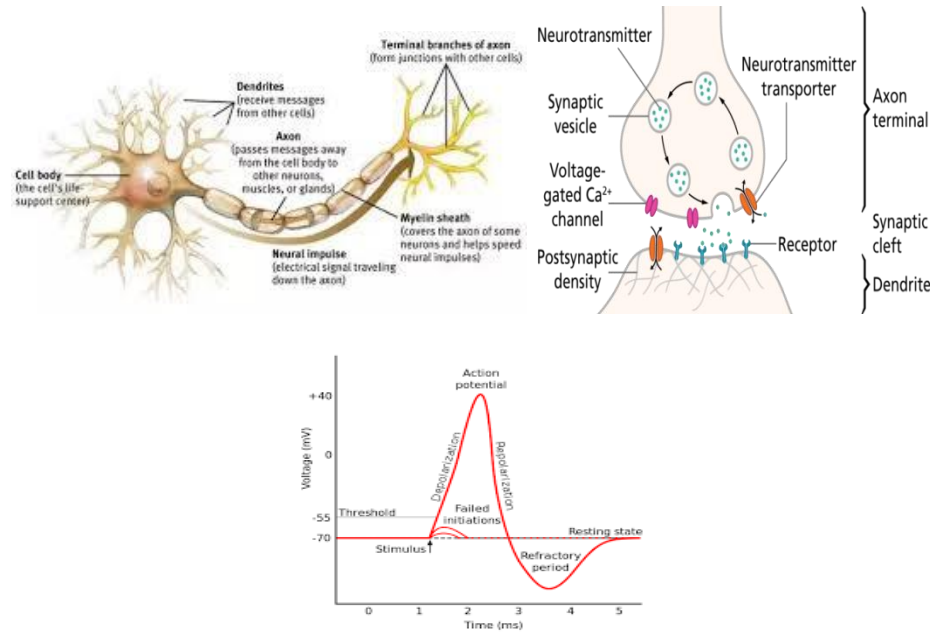 Terminal branches of axon
(form junctions with other cells)
Dendrites
(receive messages
from other cells)
Axon
(passes messages away
from the cell body to
other neurons,
muscles, or glands)
Cell body
(the cell's life-
support center)
Myelin sheath
(covers the axon of some
neurons and helps speed
neural impulses)
Neural impulse
(electrical signal traveling
down the axon)
Neurotransmitter
Neurotransmitter
transporter
Synaptic
vesicle
Axon
terminal
Voltage-
gated Ca²⁺
channel
Synaptic
cleft
Receptor
Postsynaptic
density
Dendrite
Action
potential
+40
Voltage (mV)
0
Depolarization
Repolarization
Failed
initiations
-55
Threshold
Resting state
-70
Stimulus
Refractory
period
0 1 2 3 4 5
Time (ms)